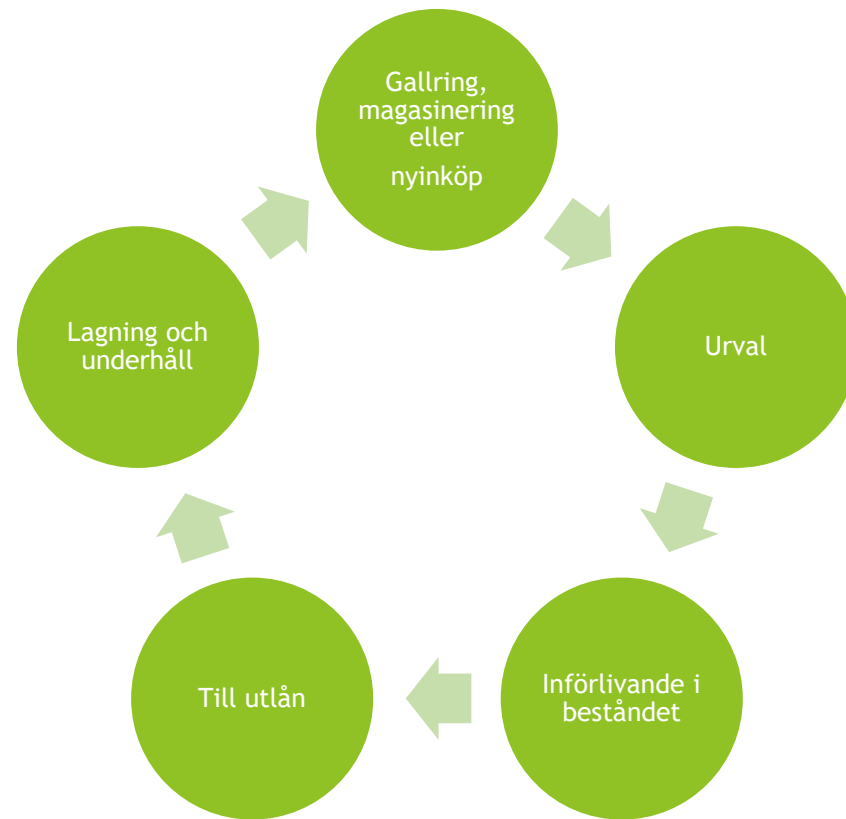 Gallring,
magasinering
eller
nyinköp
Urval
Införlivande i
beståndet
Till utlån
Lagning och
underhåll